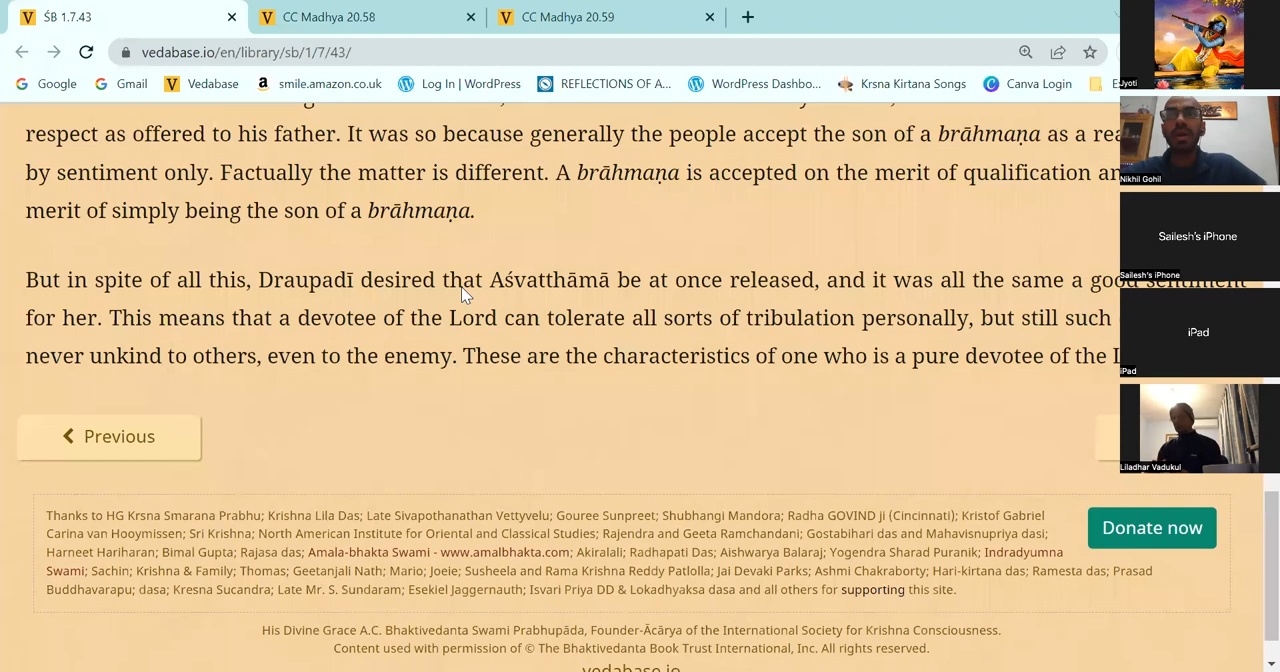 ŚB 1.7.43
CC Madhya 20.58
CC Madhya 20.59
vedabase.io/en/library/sb/1/7/43/
Google
Gmail
Vedabase
smile.amazon.co.uk
Log In | WordPress
REFLECTIONS OF A...
WordPress Dashbo...
Krsna Kirtana Songs
Canva Login
respect as offered to his father. It was so because generally the people accept the son of a brāhmaṇa as a rea
by sentiment only. Factually the matter is different. A brāhmaṇa is accepted on the merit of qualification an
merit of simply being the son of a brāhmaṇa.
But in spite of all this, Draupadī desired that Aśvatthāmā be at once released, and it was all the same a good sentiment
for her. This means that a devotee of the Lord can tolerate all sorts of tribulation personally, but still such
never unkind to others, even to the enemy. These are the characteristics of one who is a pure devotee of the
Previous
Thanks to HG Krsna Smarana Prabhu; Krishna Lila Das; Late Sivapothanathan Vettyvelu; Gouree Sunpreet; Shubhangi Mandora; Radha GOVIND ji (Cincinnati); Kristof Gabriel
Carina van Hooymissen; Sri Krishna; North American Institute for Oriental and Classical Studies; Rajendra and Geeta Ramchandani; Gostabihari das and Mahavisnupriya dasi;
Harneet Hariharan; Bimal Gupta; Rajasa das; Amala-bhakta Swami - www.amalbhakta.com; Akiralali; Radhapati Das; Aishwarya Balaraj; Yogendra Sharad Puranik; Indradyumna
Swami; Sachin; Krishna & Family; Thomas; Geetanjali Nath; Mario; Joeie; Susheela and Rama Krishna Reddy Patlolla; Jai Devaki Parks; Ashmi Chakraborty; Hari-kirtana das; Ramesta das; Prasad
Buddhavarapu; dasa; Kresna Sucandra; Late Mr. S. Sundaram; Esekiel Jaggernauth; Isvari Priya DD & Lokadhyaksa dasa and all others for supporting this site.
Donate now
His Divine Grace A.C. Bhaktivedanta Swami Prabhupāda, Founder-Ācārya of the International Society for Krishna Consciousness.
Content used with permission of © The Bhaktivedanta Book Trust International, Inc. All rights reserved.
vedabase.io
Jyoti
Nikhil Gohil
Sailesh's iPhone
Sailesh's iPhone
iPad
iPad
Liladhar Vadukul